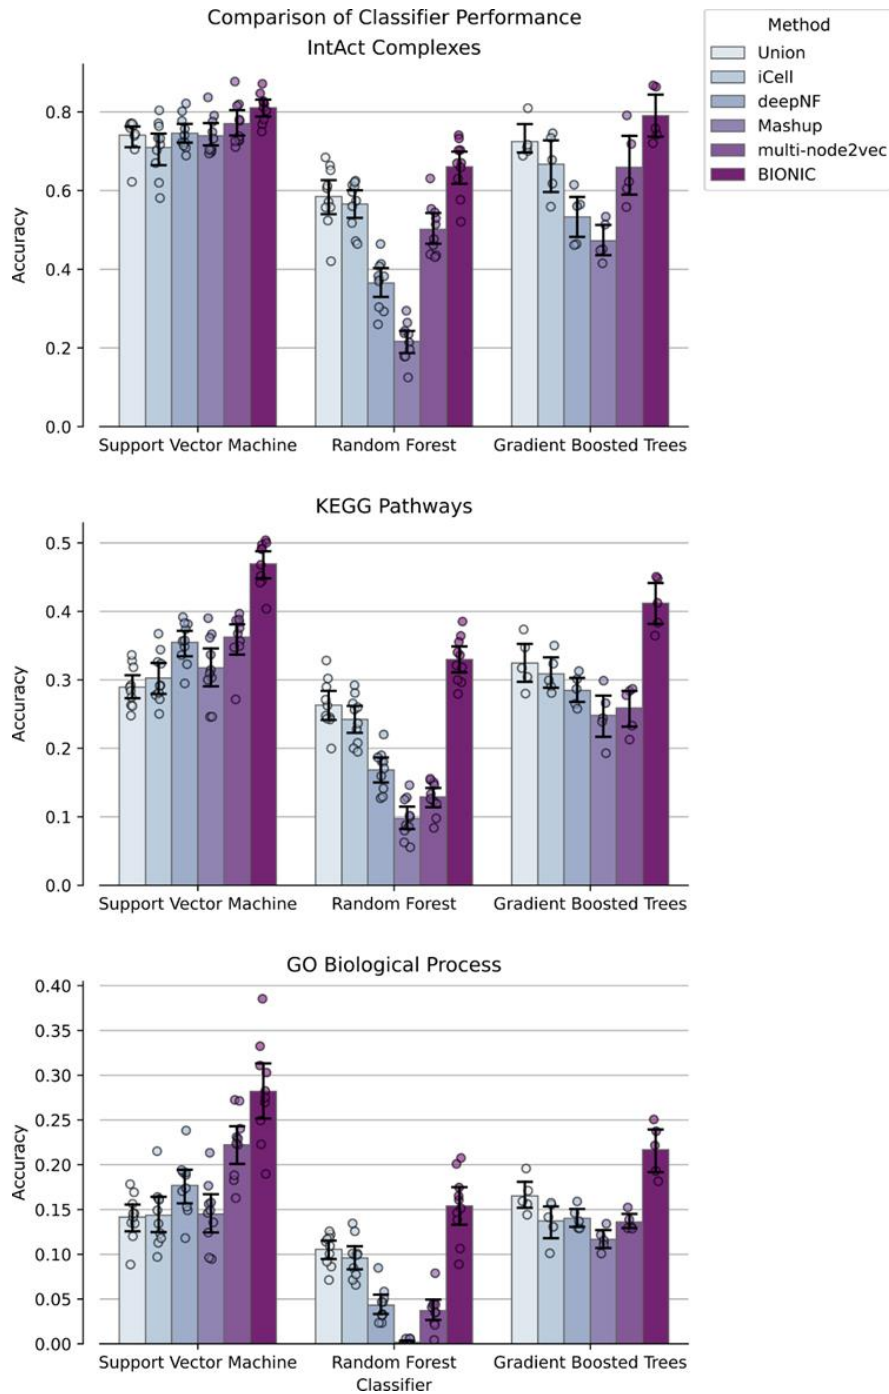 Comparison of Classifier Performance
IntAct Complexes
Method
Union
iCell
deepNF
Mashup
multi-node2vec
BIONIC
Accuracy
0.8
0.6
0.4
0.2
0.0
Support Vector Machine
Random Forest
Gradient Boosted Trees
KEGG Pathways
Accuracy
0.5
0.4
0.3
0.2
0.1
0.0
Support Vector Machine
Random Forest
Gradient Boosted Trees
GO Biological Process
Accuracy
0.40
0.35
0.30
0.25
0.20
0.15
0.10
0.05
0.00
Support Vector Machine
Random Forest
Gradient Boosted Trees
Classifier